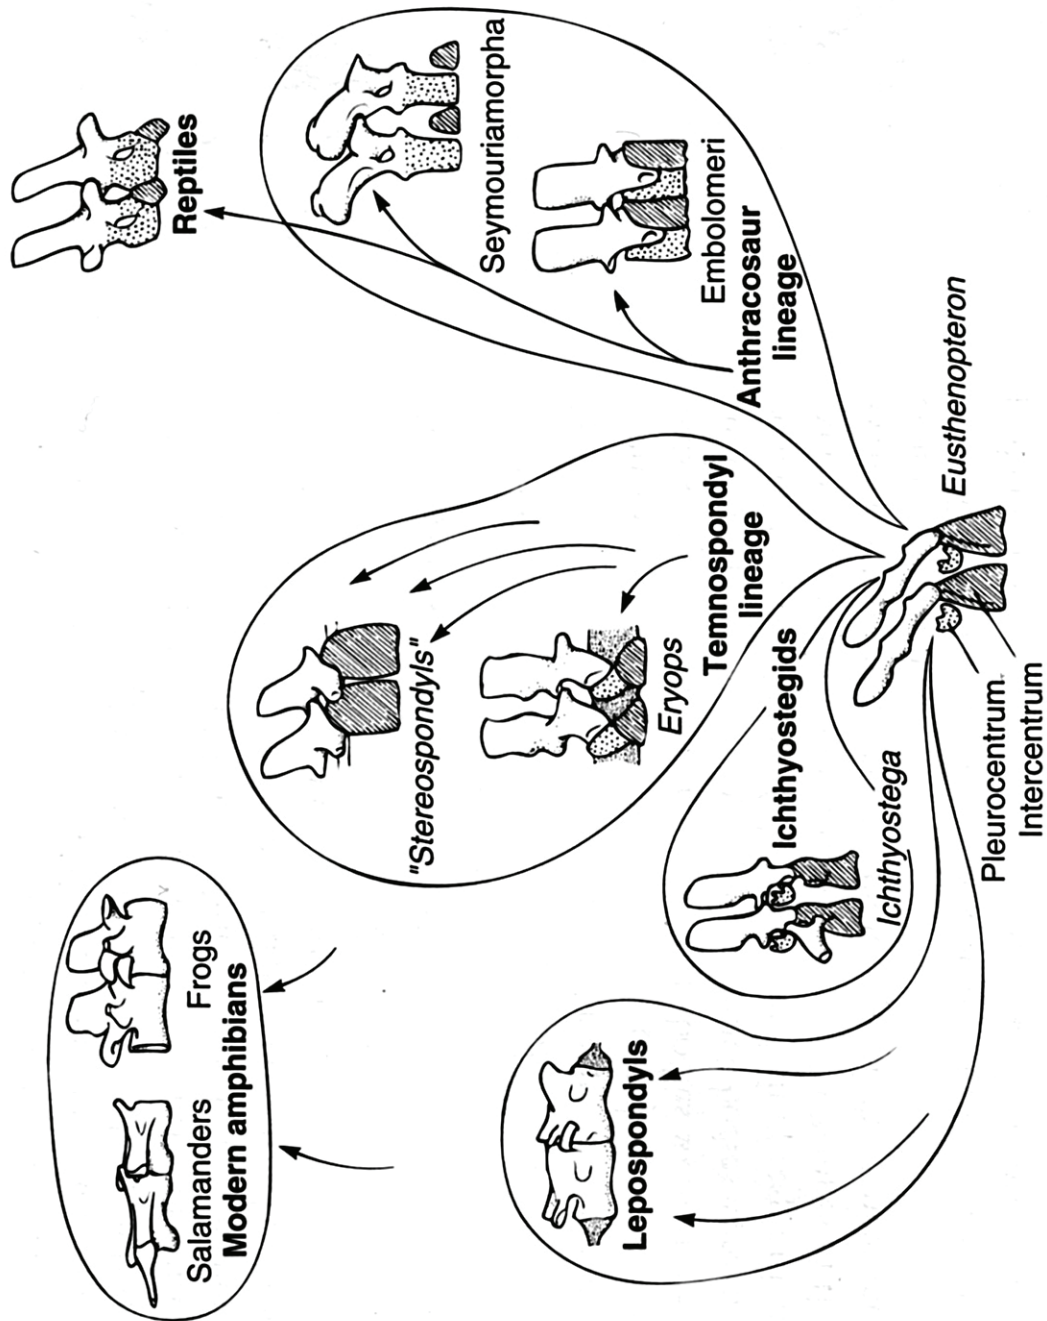 Salamanders
Frogs
Modern amphibians
Reptiles
"Stereospondyls"
Seymouriamorpha
Lepospondyls
Eryops
Embolomeri
Temnospondyl
lineage
Anthracosaur
lineage
Ichthyostegids
Ichthyostega
Pleurocentrum
Intercentrum
Eusthenopteron